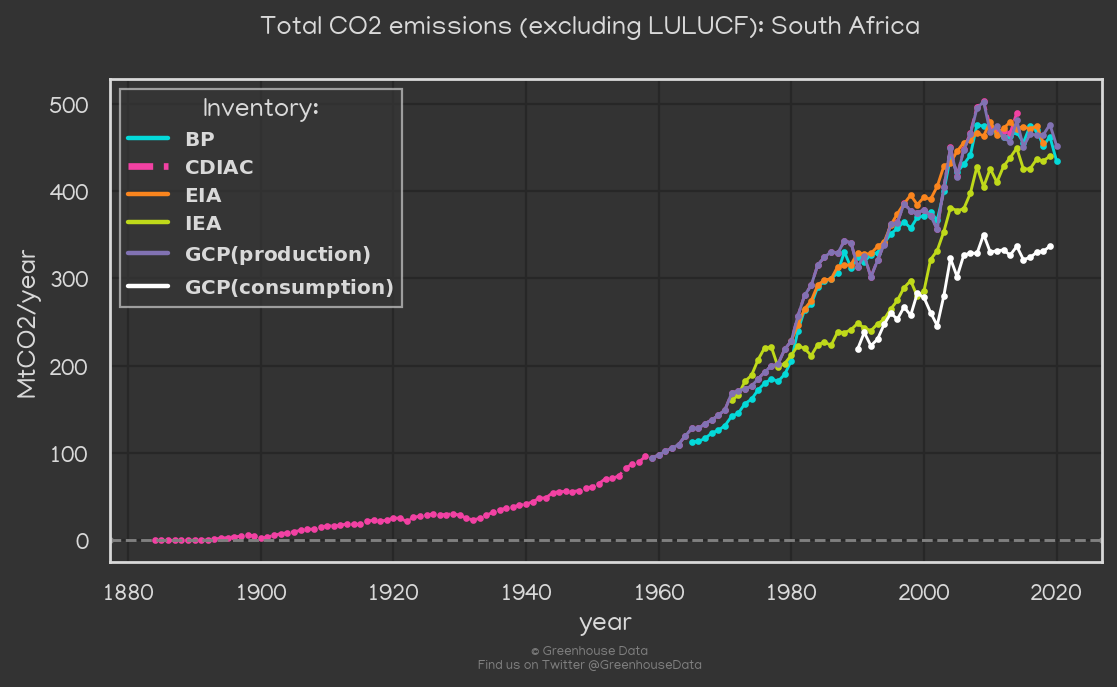 Total CO2 emissions (excluding LULUCF): South Africa
Inventory:
BP
CDIAC
EIA
IEA
GCP(production)
GCP(consumption)
MtCO2/year
500
400
300
200
100
0
1880 1900 1920 1940 1960 1980 2000 2020
year
© Greenhouse Data
Find us on Twitter @GreenhouseData